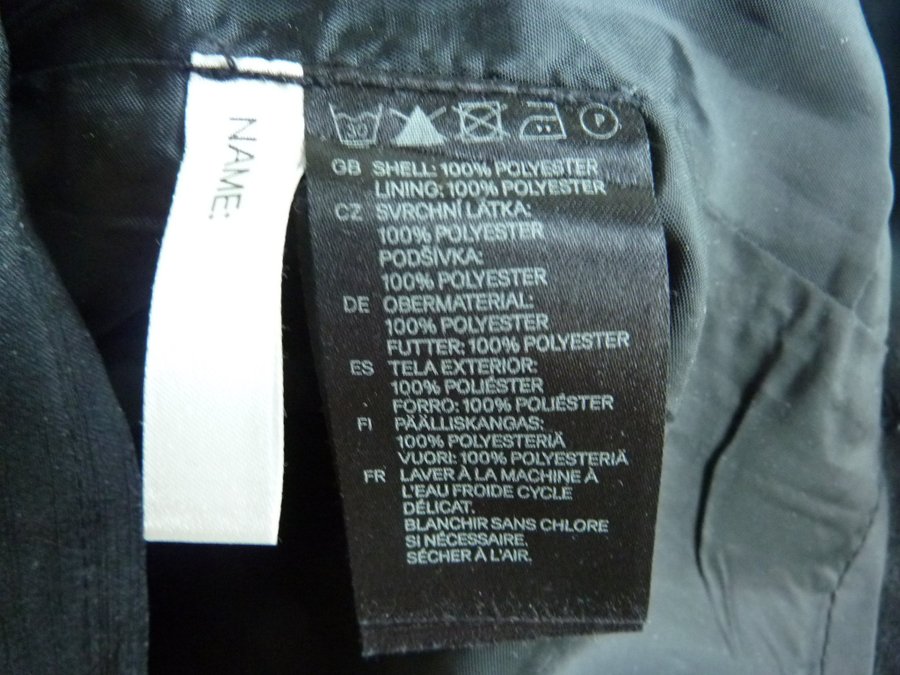 NAME:
30 P
GB SHELL: 100% POLYESTER
LINING: 100% POLYESTER
CZ SVRCHNÍ LÁTKA:
100% POLYESTER
PODŠÍVKA:
100% POLYESTER
DE OBERMATERIAL:
100% POLYESTER
FUTTER: 100% POLYESTER
ES TELA EXTERIOR:
100% POLIÉSTER
FORRO: 100% POLIÉSTER
FI PÄÄLLISKANGAS:
100% POLYESTERIÄ
VUORI: 100% POLYESTERIÄ
FR LAVER À LA MACHINE À
L'EAU FROIDE CYCLE
DÉLICAT.
BLANCHIR SANS CHLORE
SI NÉCESSAIRE.
SÉCHER À L'AIR.